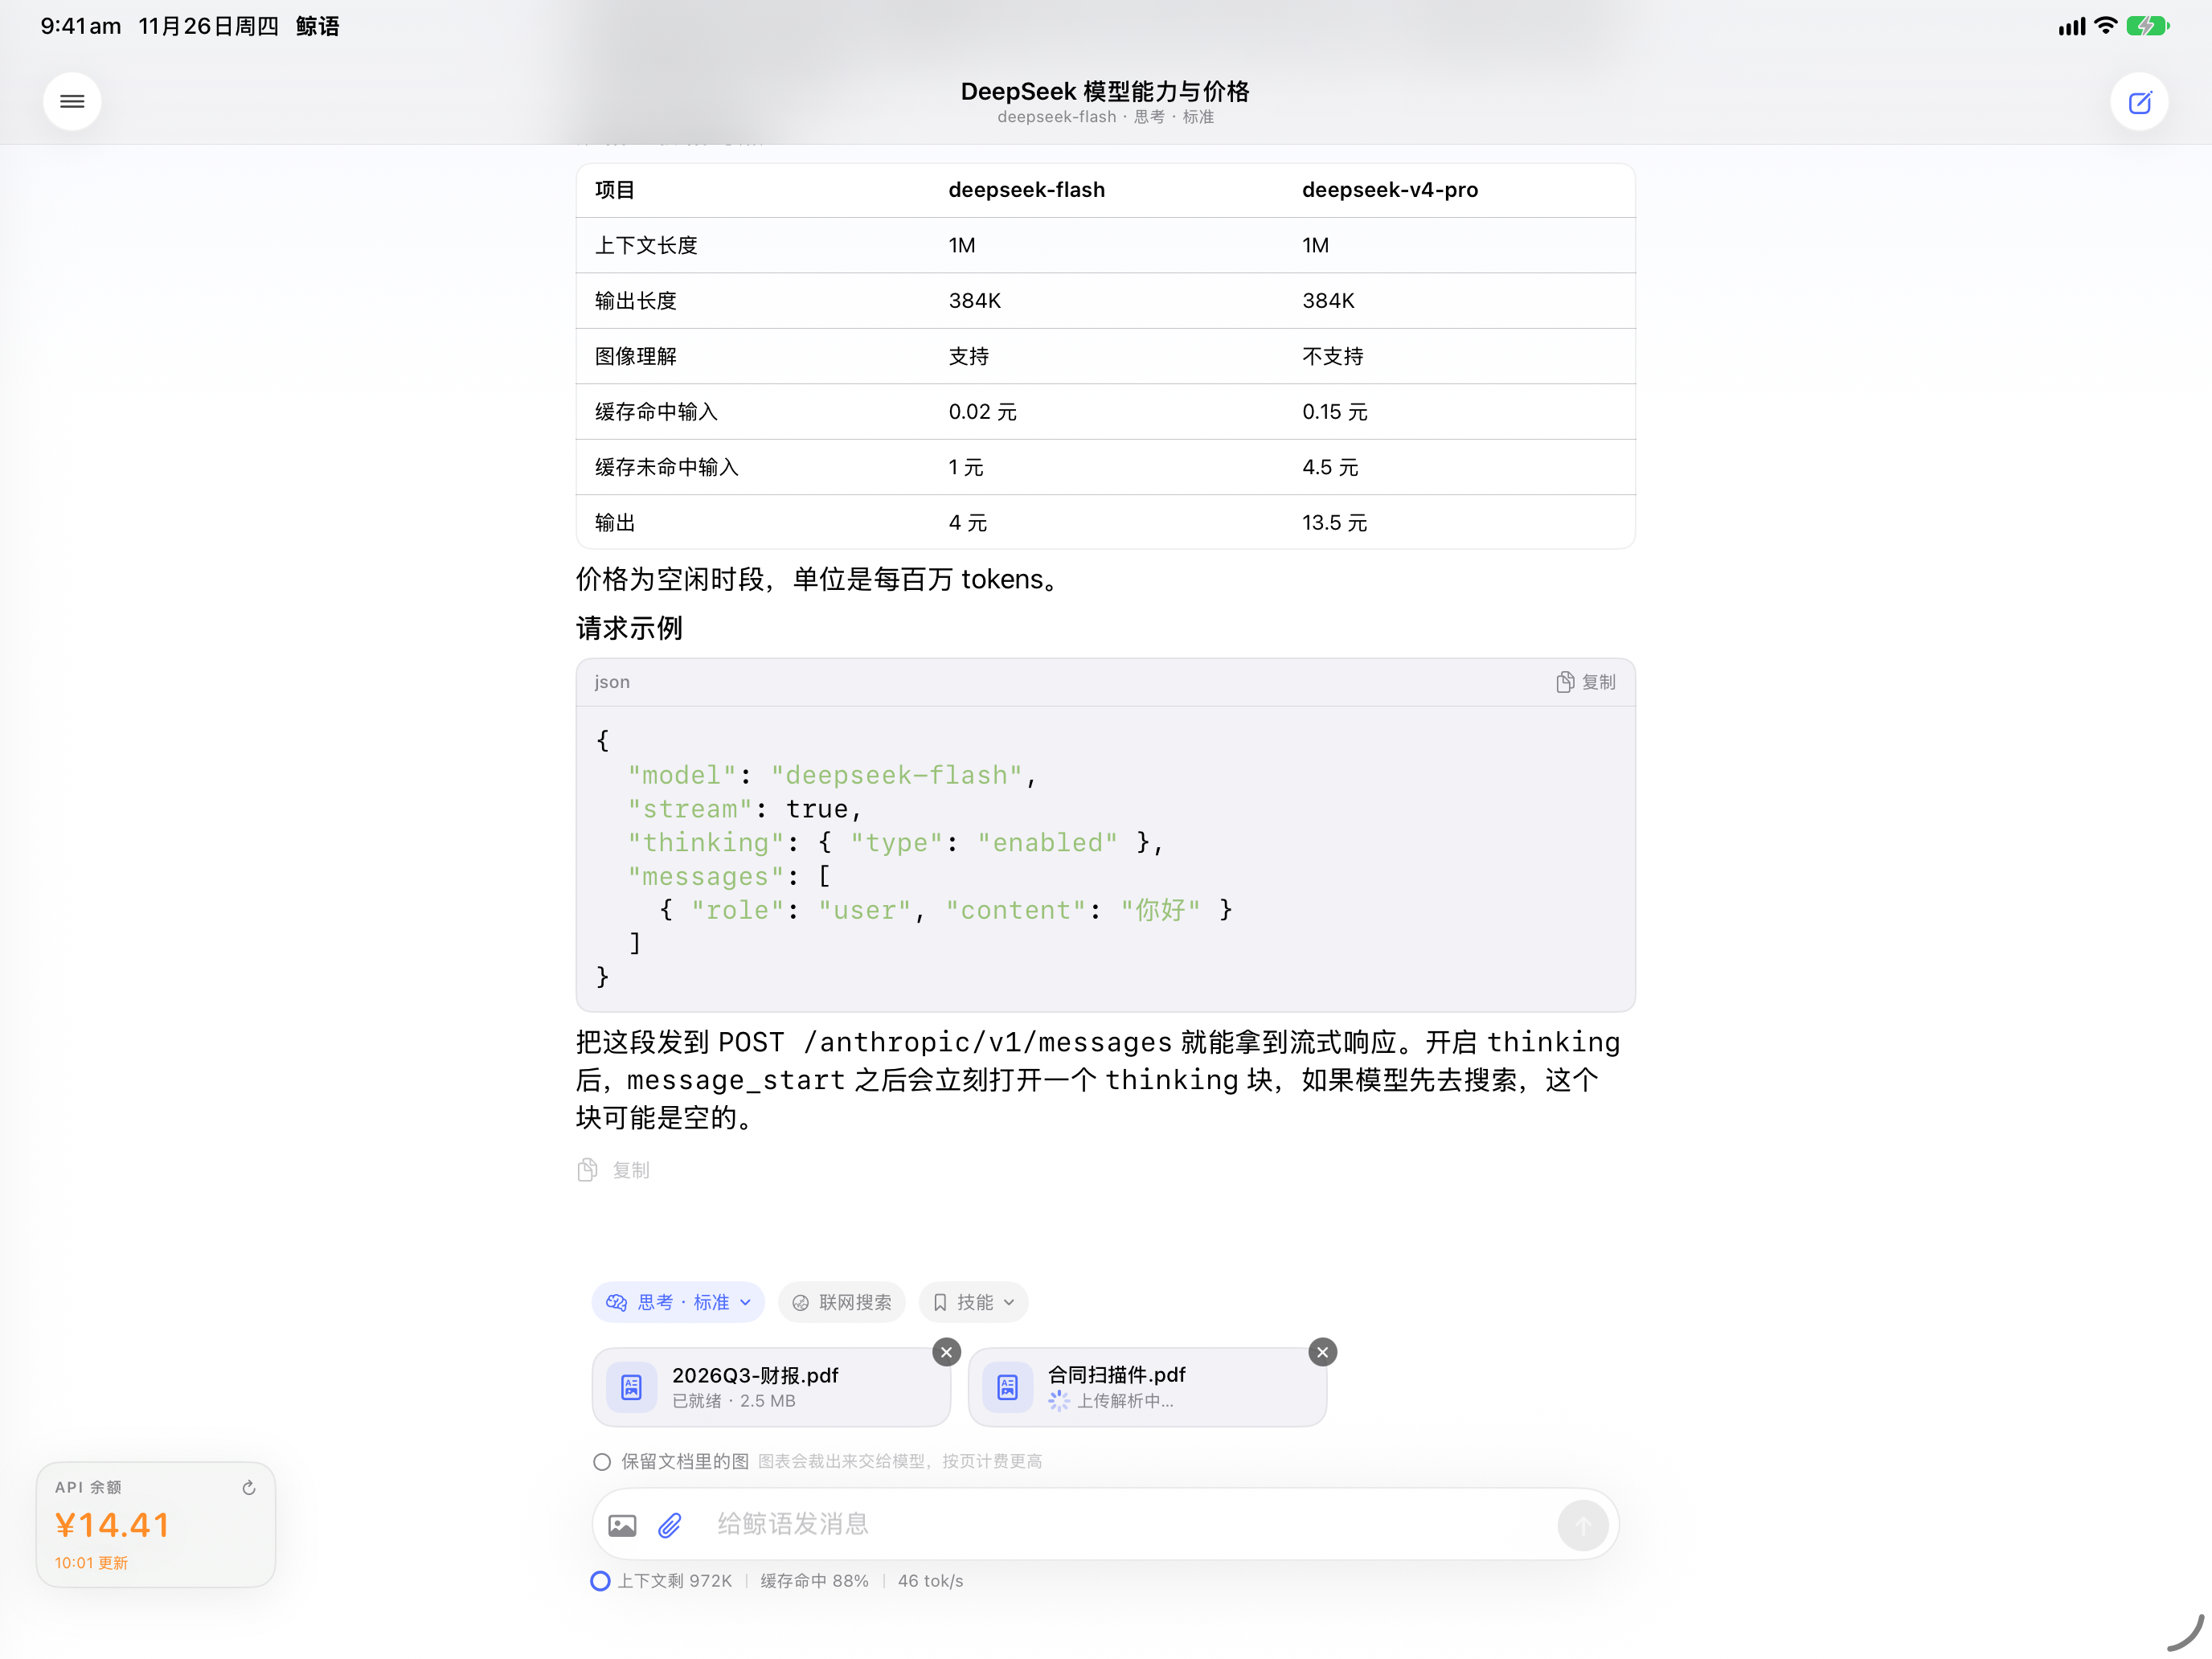 9:41am 11月26日周四 鲸语
DeepSeek 模型能力与价格
deepseek-flash · 思考 · 标准
项目 deepseek-flash deepseek-v4-pro
上下文长度 1M 1M
输出长度 384K 384K
图像理解 支持 不支持
缓存命中输入 0.02 元 0.15 元
缓存未命中输入 1 元 4.5 元
输出 4 元 13.5 元
价格为空闲时段，单位是每百万 tokens。
请求示例
json 复制
{
  "model": "deepseek-flash",
  "stream": true,
  "thinking": { "type": "enabled" },
  "messages": [
    { "role": "user", "content": "你好" }
  ]
}
把这段发到 POST /anthropic/v1/messages 就能拿到流式响应。开启 thinking
后，message_start 之后会立刻打开一个 thinking 块，如果模型先去搜索，这个
块可能是空的。
复制
思考 · 标准 联网搜索 技能
2026Q3-财报.pdf
已就绪 · 2.5 MB
合同扫描件.pdf
上传解析中...
保留文档里的图 图表会裁出来交给模型，按页计费更高
给鲸语发消息
上下文剩 972K | 缓存命中 88% | 46 tok/s
API 余额
¥14.41
10:01 更新